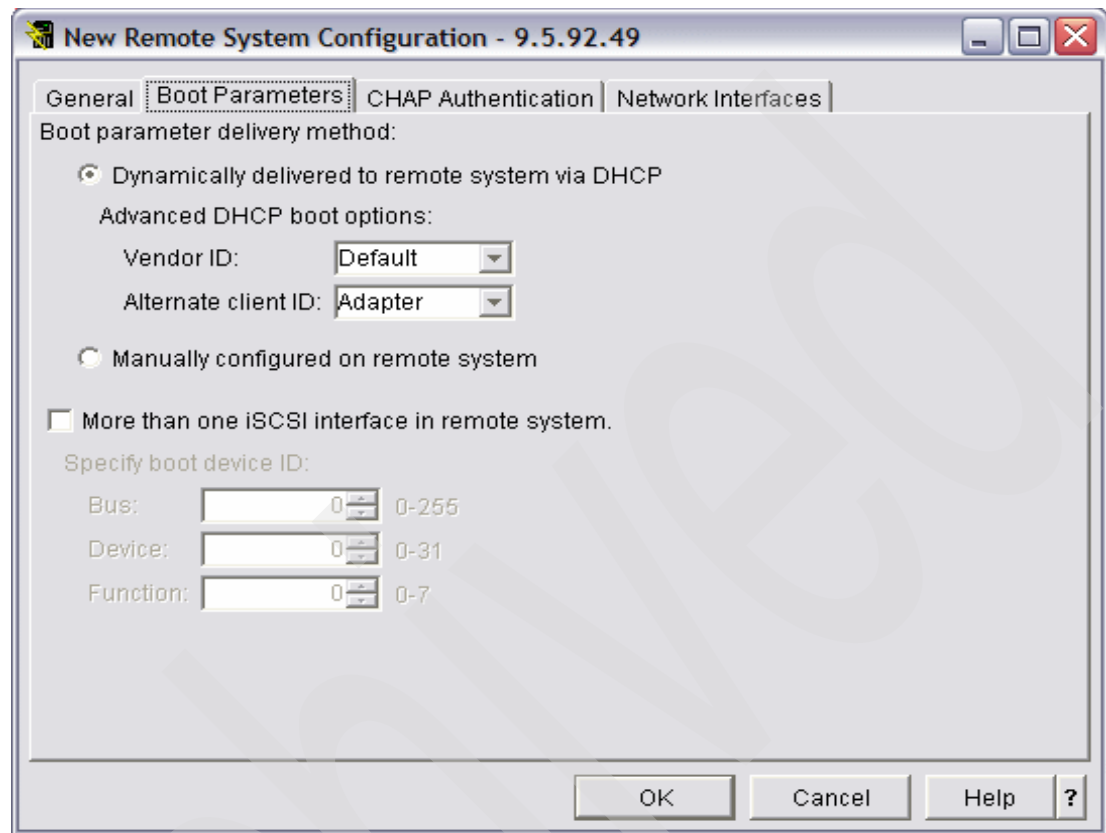 New Remote System Configuration - 9.5.92.49
General Boot Parameters CHAP Authentication Network Interfaces
Boot parameter delivery method:
Dynamically delivered to remote system via DHCP
Advanced DHCP boot options:
Vendor ID: Default
Alternate client ID: Adapter
Manually configured on remote system
More than one iSCSI interface in remote system.
Specify boot device ID:
Bus: 0 0-255
Device: 0 0-31
Function: 0 0-7
OK Cancel Help ?